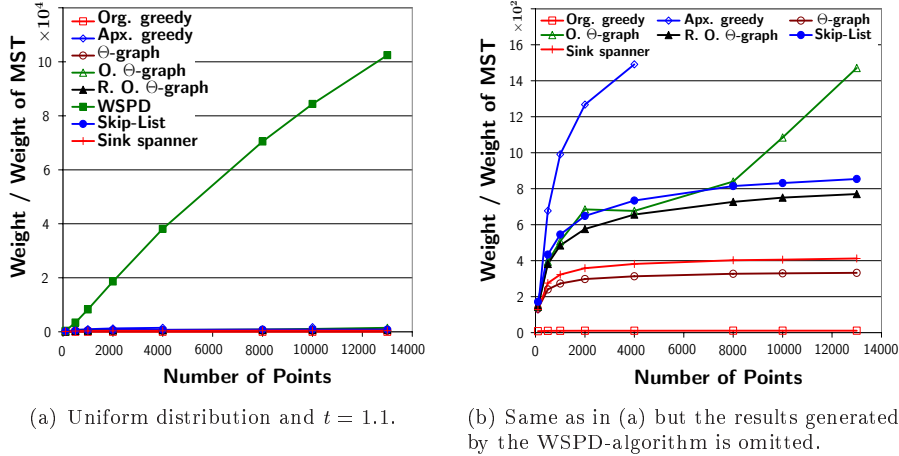 ×10⁴
Weight / Weight of MST
10
8
6
4
2
0
Org. greedy
Apx. greedy
Θ-graph
O. Θ-graph
R. O. Θ-graph
WSPD
Skip-List
Sink spanner
0 2000 4000 6000 8000 10000 12000 14000
Number of Points
(a) Uniform distribution and t = 1.1.
×10²
Weight / Weight of MST
16
14
12
10
8
6
4
2
0
Org. greedy Apx. greedy Θ-graph
O. Θ-graph R. O. Θ-graph Skip-List
Sink spanner
0 2000 4000 6000 8000 10000 12000 14000
Number of Points
(b) Same as in (a) but the results generated
by the WSPD-algorithm is omitted.